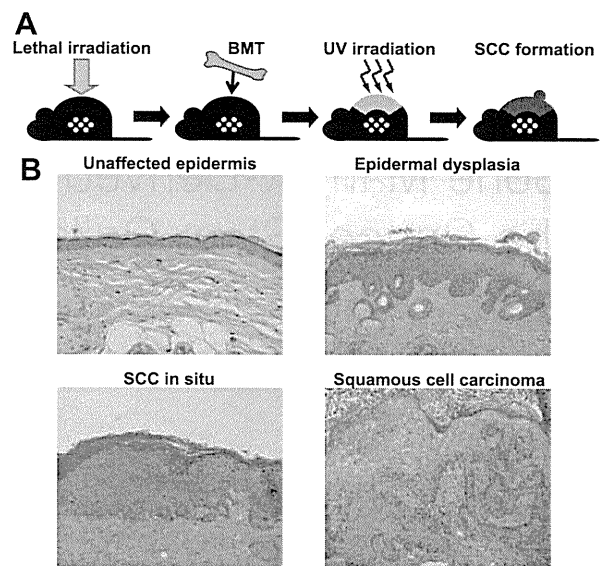 A
Lethal irradiation
BMT
UV irradiation
SCC formation
B
Unaffected epidermis
Epidermal dysplasia
SCC in situ
Squamous cell carcinoma